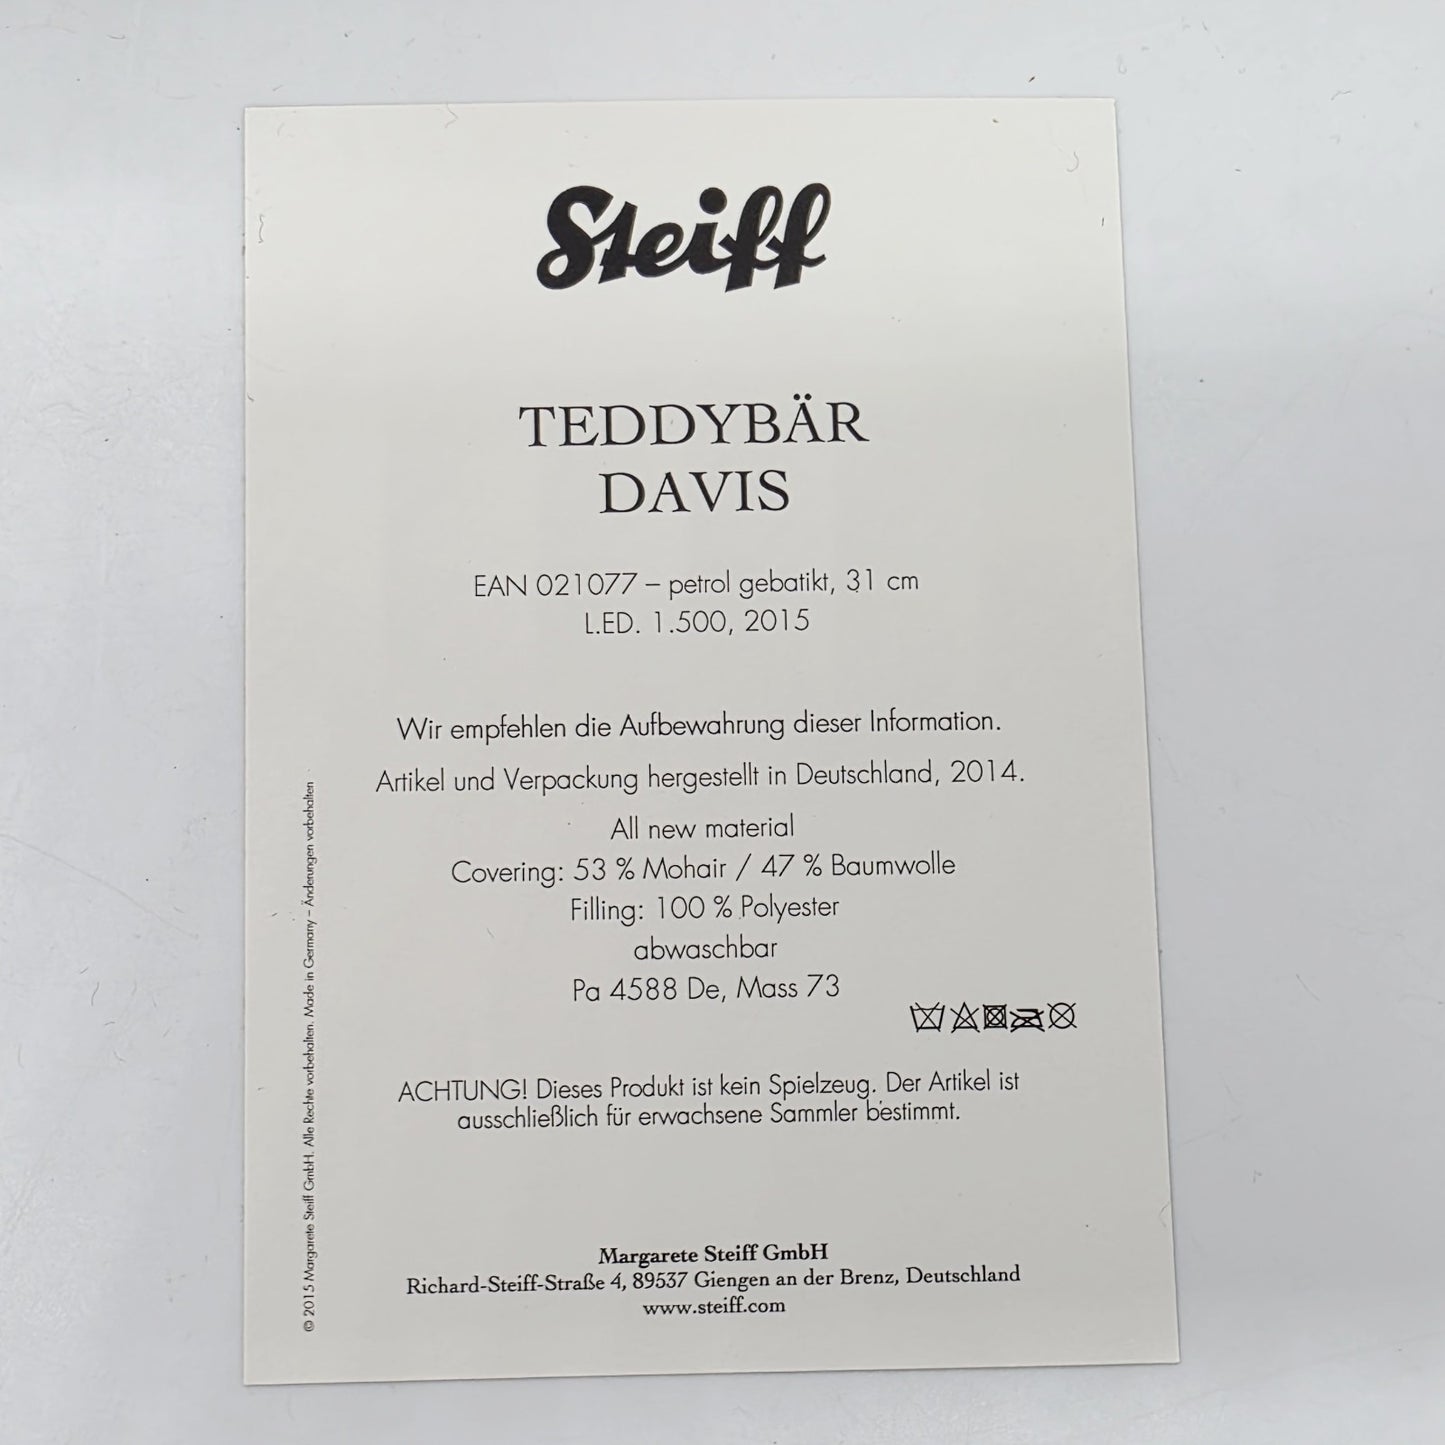 Steiff
TEDDYBÄR
DAVIS
EAN 021077 – petrol gebatikt, 31 cm
L.ED. 1.500, 2015
Wir empfehlen die Aufbewahrung dieser Information.
Artikel und Verpackung hergestellt in Deutschland, 2014.
All new material
Covering: 53 % Mohair / 47 % Baumwolle
Filling: 100 % Polyester
abwaschbar
Pa 4588 De, Mass 73
ACHTUNG! Dieses Produkt ist kein Spielzeug. Der Artikel ist
ausschließlich für erwachsene Sammler bestimmt.
Margarete Steiff GmbH
Richard-Steiff-Straße 4, 89537 Giengen an der Brenz, Deutschland
www.steiff.com
© 2015 Margarete Steiff GmbH. Alle Rechte vorbehalten. Made in Germany – Änderungen vorbehalten